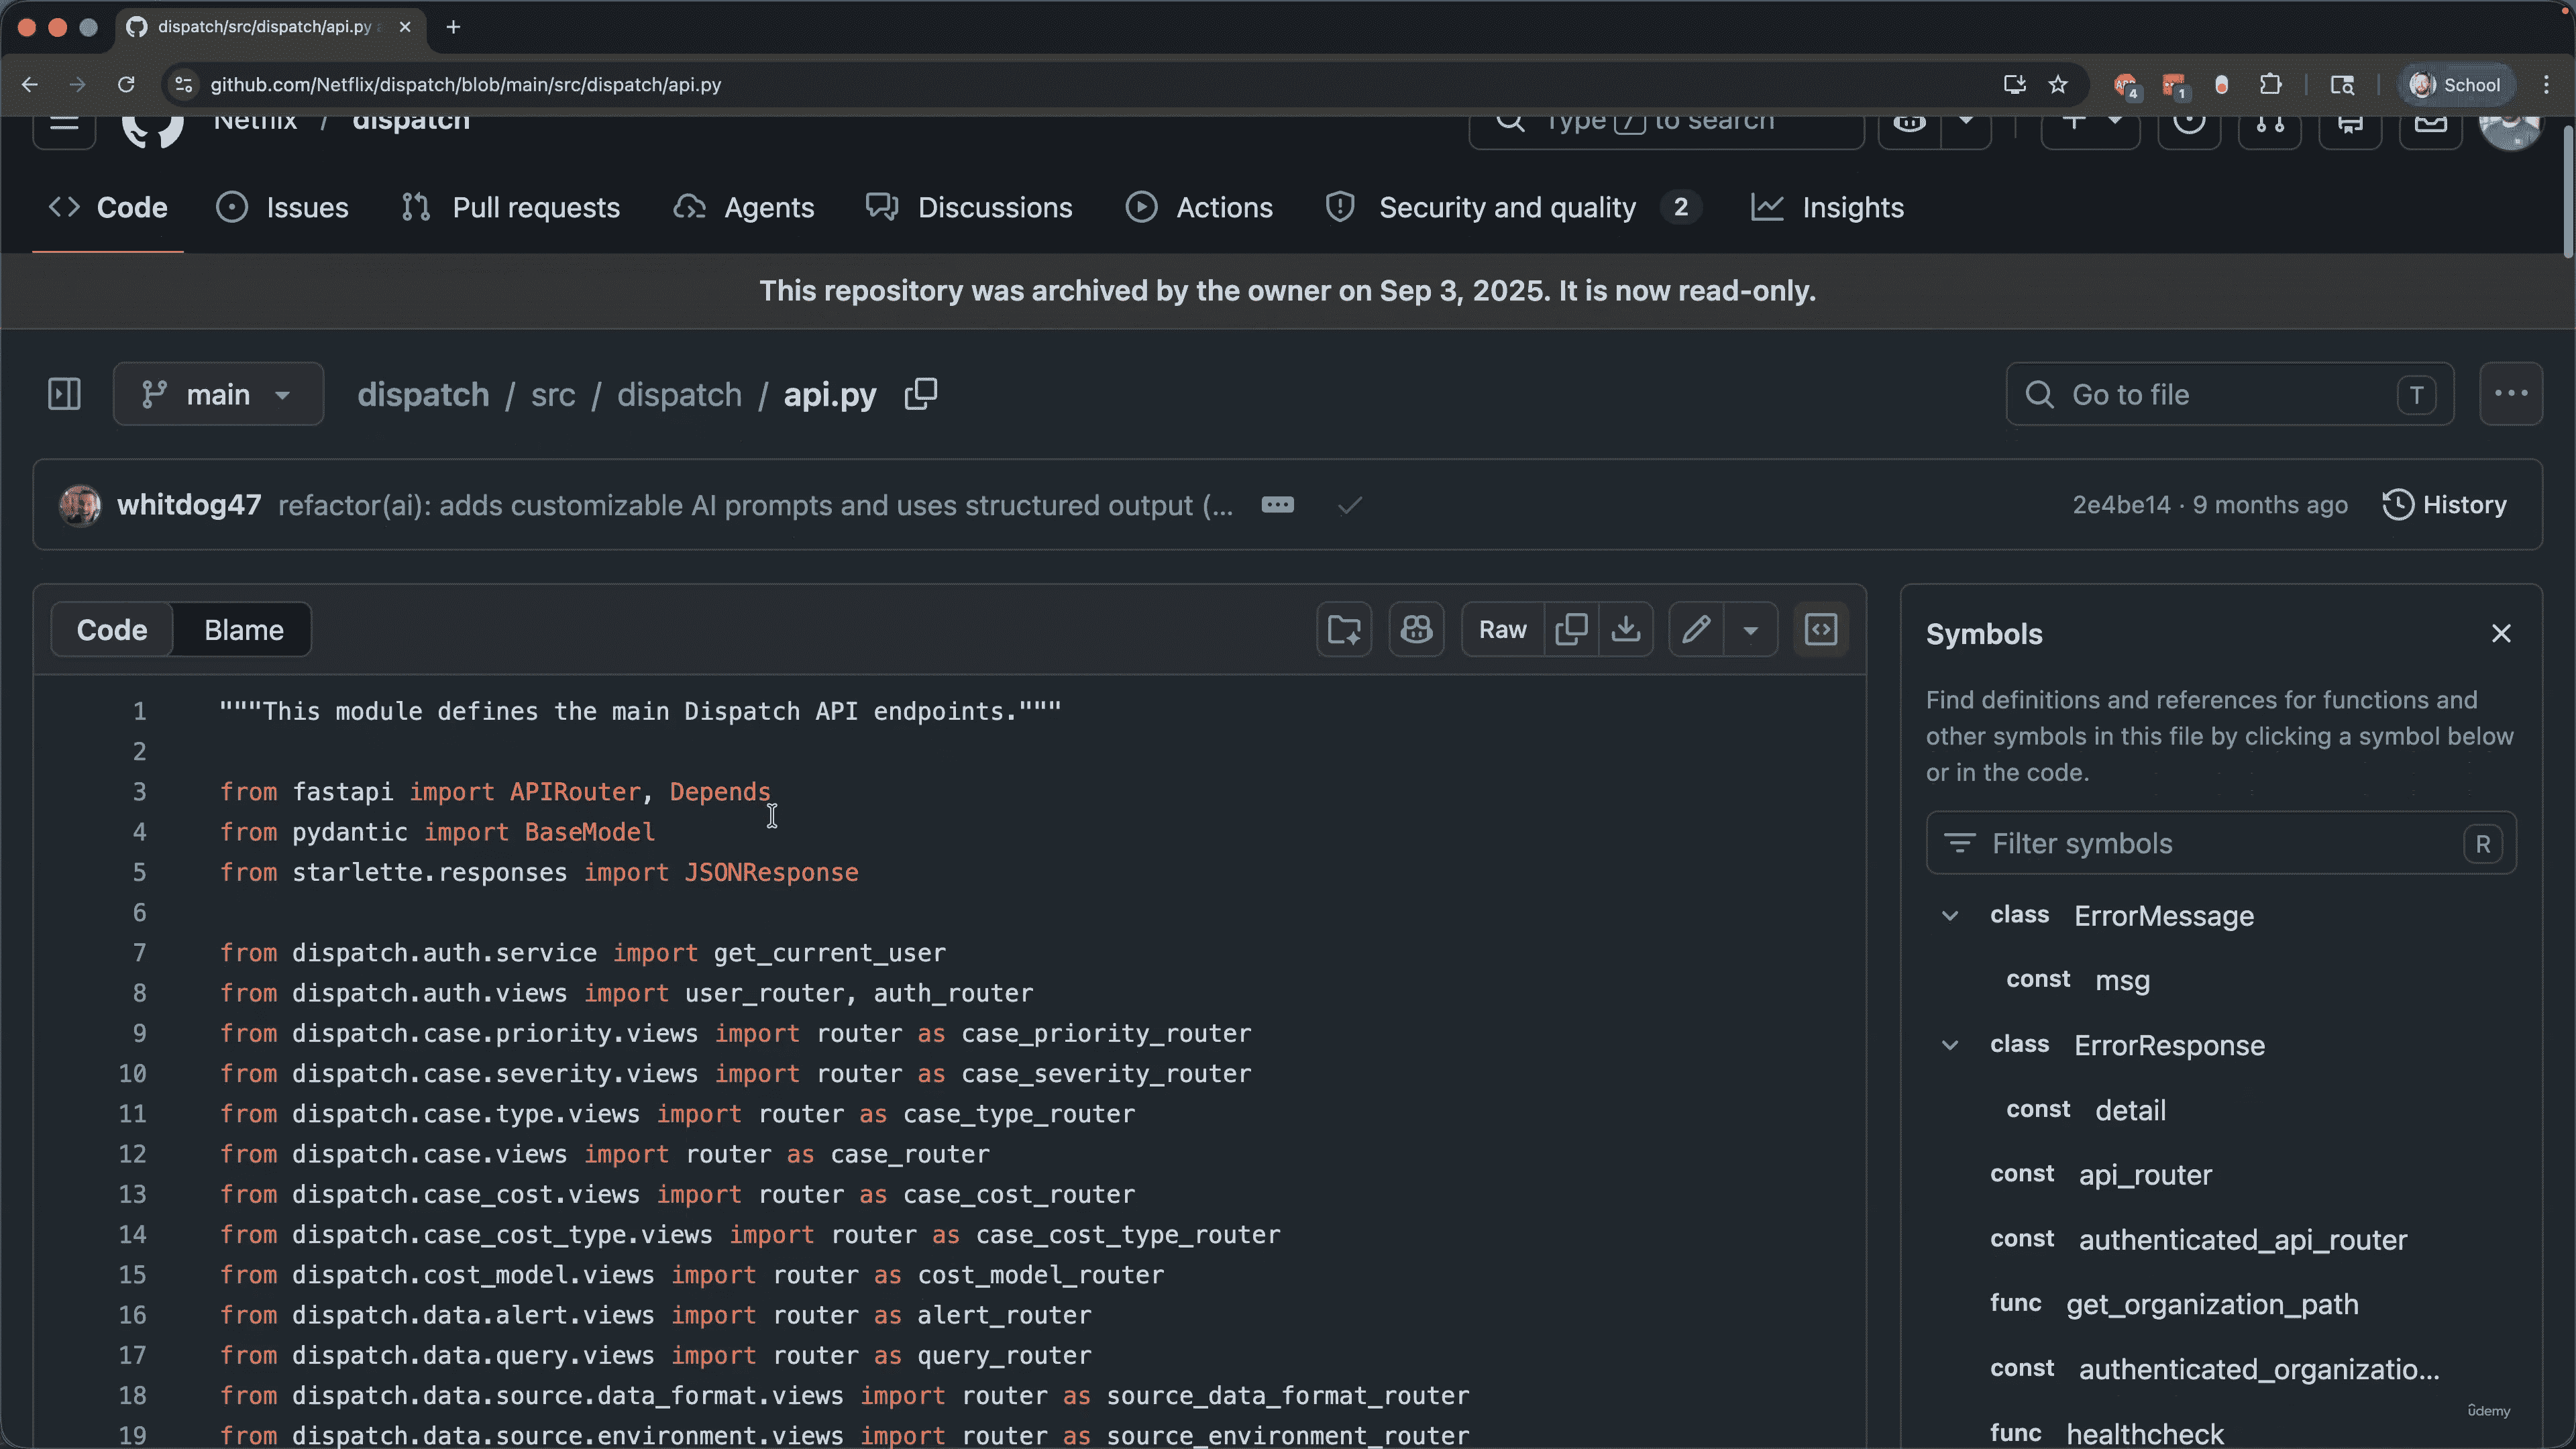 dispatch/src/dispatch/api.py
github.com/Netflix/dispatch/blob/main/src/dispatch/api.py
4
1
School
Netflix / dispatch
Type / to search
Code
Issues
Pull requests
Agents
Discussions
Actions
Security and quality 2
Insights
This repository was archived by the owner on Sep 3, 2025. It is now read-only.
main
dispatch / src / dispatch / api.py
Go to file T
whitdog47 refactor(ai): adds customizable AI prompts and uses structured output (...
2e4be14 · 9 months ago
History
Code
Blame
Raw
1 """This module defines the main Dispatch API endpoints."""
2
3 from fastapi import APIRouter, Depends
4 from pydantic import BaseModel
5 from starlette.responses import JSONResponse
6
7 from dispatch.auth.service import get_current_user
8 from dispatch.auth.views import user_router, auth_router
9 from dispatch.case.priority.views import router as case_priority_router
10 from dispatch.case.severity.views import router as case_severity_router
11 from dispatch.case.type.views import router as case_type_router
12 from dispatch.case.views import router as case_router
13 from dispatch.case_cost.views import router as case_cost_router
14 from dispatch.case_cost_type.views import router as case_cost_type_router
15 from dispatch.cost_model.views import router as cost_model_router
16 from dispatch.data.alert.views import router as alert_router
17 from dispatch.data.query.views import router as query_router
18 from dispatch.data.source.data_format.views import router as source_data_format_router
19 from dispatch.data.source.environment.views import router as source_environment_router
Symbols
Find definitions and references for functions and
other symbols in this file by clicking a symbol below
or in the code.
Filter symbols R
class ErrorMessage
const msg
class ErrorResponse
const detail
const api_router
const authenticated_api_router
func get_organization_path
const authenticated_organizatio...
func healthcheck
ûdemy